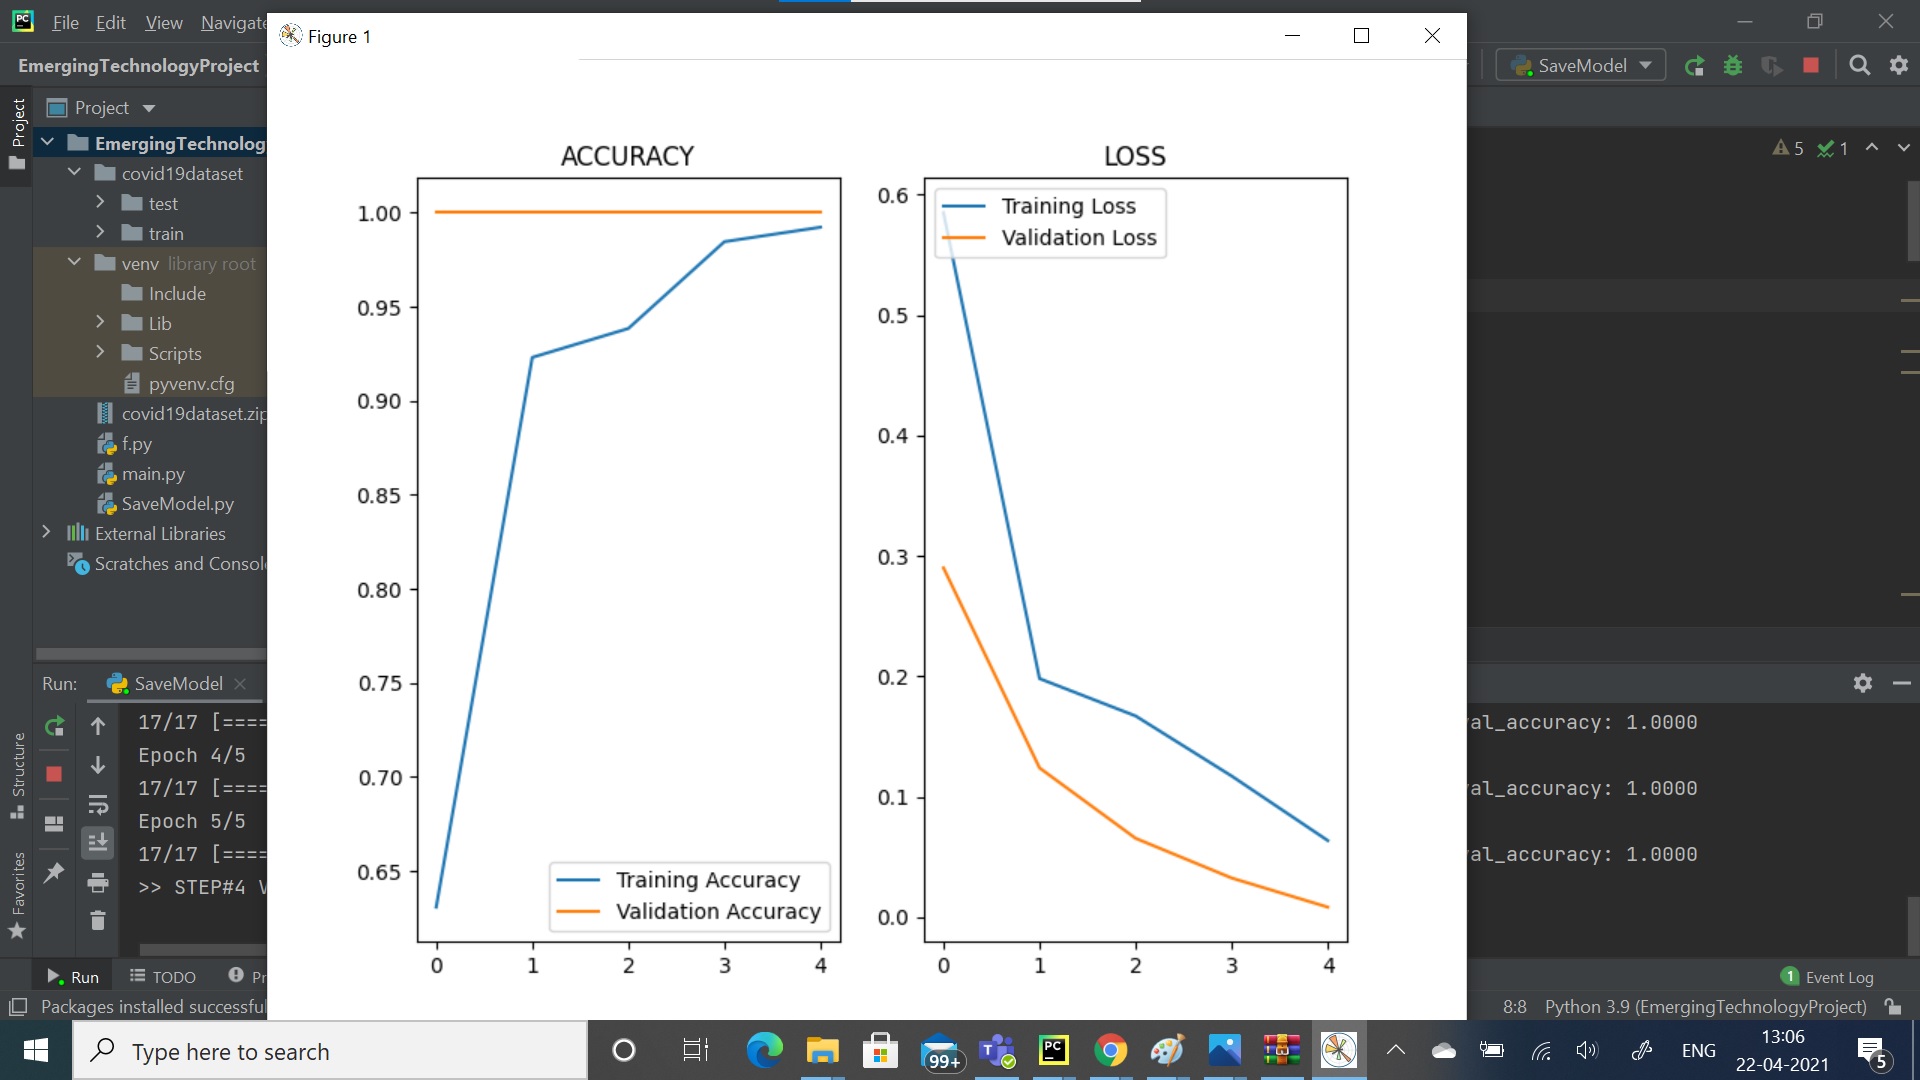 File Edit View Navigate
Figure 1
EmergingTechnologyProject
SaveModel
Project
Project
EmergingTechnolog
covid19dataset
test
train
venv library root
Include
Lib
Scripts
pyvenv.cfg
covid19dataset.zip
f.py
main.py
SaveModel.py
External Libraries
Scratches and Consol
5 1
ACCURACY
1.00
0.95
0.90
0.85
0.80
0.75
0.70
0.65
Training Accuracy
Validation Accuracy
0 1 2 3 4
LOSS
0.6
0.5
0.4
0.3
0.2
0.1
0.0
Training Loss
Validation Loss
0 1 2 3 4
Run: SaveModel
17/17 [==== al_accuracy: 1.0000
Epoch 4/5
17/17 [==== al_accuracy: 1.0000
Epoch 5/5
17/17 [==== al_accuracy: 1.0000
>> STEP#4 V
Structure
Favorites
Run TODO Pr
1 Event Log
Packages installed successful
8:8 Python 3.9 (EmergingTechnologyProject)
Type here to search
PC
99+
PC
ENG
13:06
22-04-2021
5